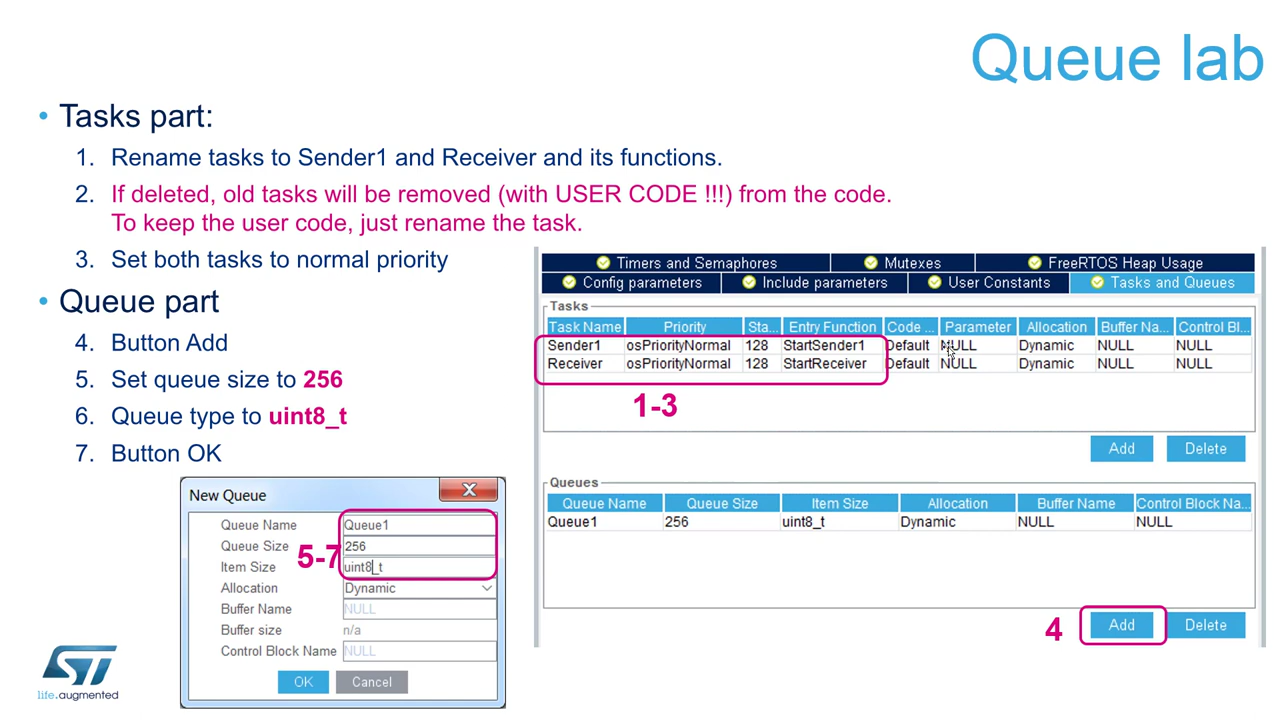 Queue lab
• Tasks part:
1. Rename tasks to Sender1 and Receiver and its functions.
2. If deleted, old tasks will be removed (with USER CODE !!!) from the code.
To keep the user code, just rename the task.
3. Set both tasks to normal priority
• Queue part
4. Button Add
5. Set queue size to 256
6. Queue type to uint8_t
7. Button OK
New Queue
Queue Name Queue1
Queue Size 256
Item Size uint8_t
5-7
Allocation Dynamic
Buffer Name NULL
Buffer size n/a
Control Block Name NULL
OK Cancel
Timers and Semaphores Mutexes FreeRTOS Heap Usage
Config parameters Include parameters User Constants Tasks and Queues
Tasks
Task Name Priority Sta... Entry Function Code ... Parameter Allocation Buffer Na... Control Bl...
Sender1 osPriorityNormal 128 StartSender1 Default NULL Dynamic NULL NULL
Receiver osPriorityNormal 128 StartReceiver Default NULL Dynamic NULL NULL
1-3
Add Delete
Queues
Queue Name Queue Size Item Size Allocation Buffer Name Control Block Na...
Queue1 256 uint8_t Dynamic NULL NULL
4 Add Delete
ST
life.augmented